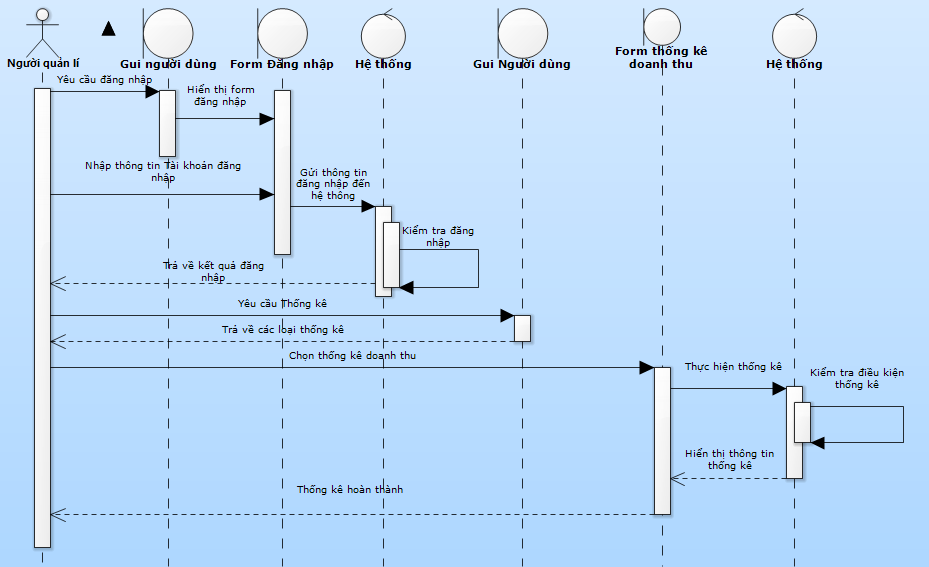 Người quản lí
Gui người dùng
Form Đăng nhập
Hệ thống
Gui Người dùng
Form thống kê
doanh thu
Hệ thống
Yêu cầu đăng nhập
Hiển thị form
đăng nhập
Nhập thông tin Tài khoản đăng
nhập
Gửi thông tin
đăng nhập đến
hệ thông
Kiểm tra đăng
nhập
Trả về kết quả đăng
nhập
Yêu cầu Thống kê
Trả về các loại thống kê
Chọn thống kê doanh thu
Thực hiện thống kê
Kiểm tra điều kiện
thống kê
Hiển thị thông tin
thống kê
Thống kê hoàn thành